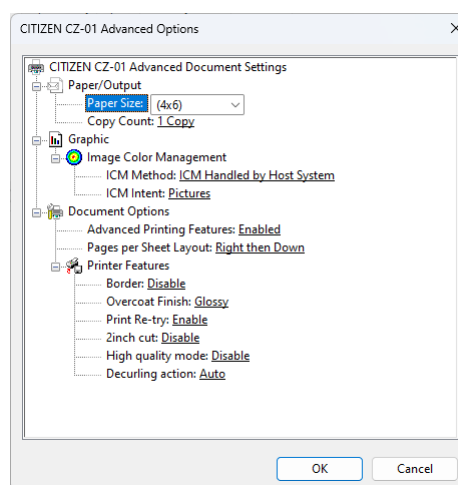 CITIZEN CZ-01 Advanced Options
CITIZEN CZ-01 Advanced Document Settings
Paper/Output
Paper Size: (4x6)
Copy Count: 1 Copy
Graphic
Image Color Management
ICM Method: ICM Handled by Host System
ICM Intent: Pictures
Document Options
Advanced Printing Features: Enabled
Pages per Sheet Layout: Right then Down
Printer Features
Border: Disable
Overcoat Finish: Glossy
Print Re-try: Enable
2inch cut: Disable
High quality mode: Disable
Decurling action: Auto
OK Cancel